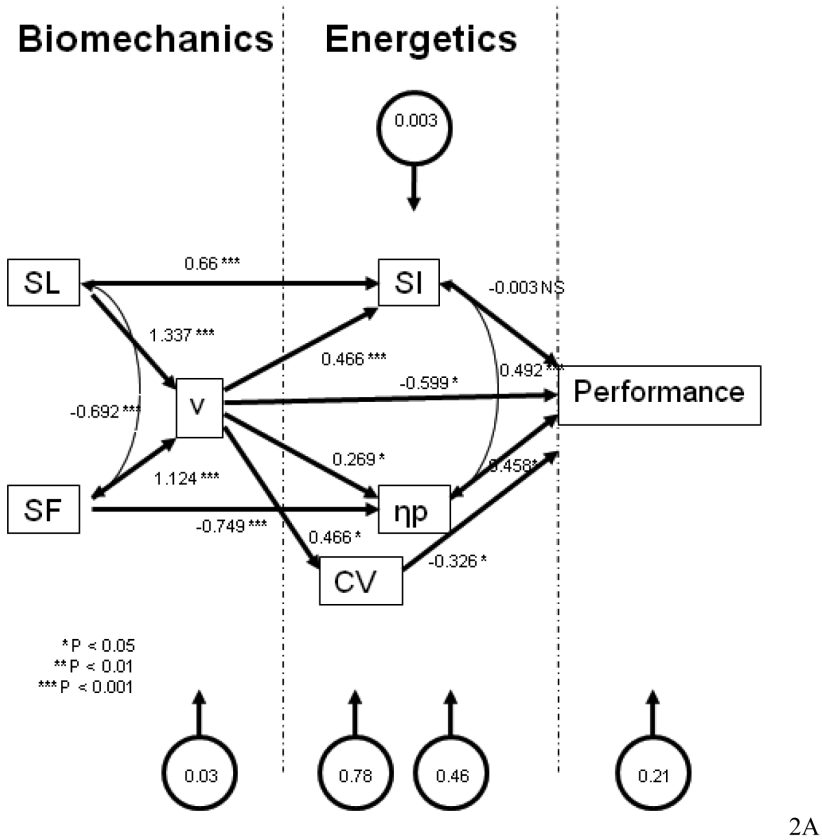 Biomechanics
Energetics
0.003
SL
0.66 ***
SI
-0.003 NS
1.337 ***
0.466 ***
0.492 ***
-0.599 *
Performance
v
-0.692 ***
0.269 *
0.458*
1.124 ***
SF
-0.749 ***
ηp
0.466 *
CV
-0.326 *
* P < 0.05
** P < 0.01
*** P < 0.001
0.03
0.78
0.46
0.21
2A